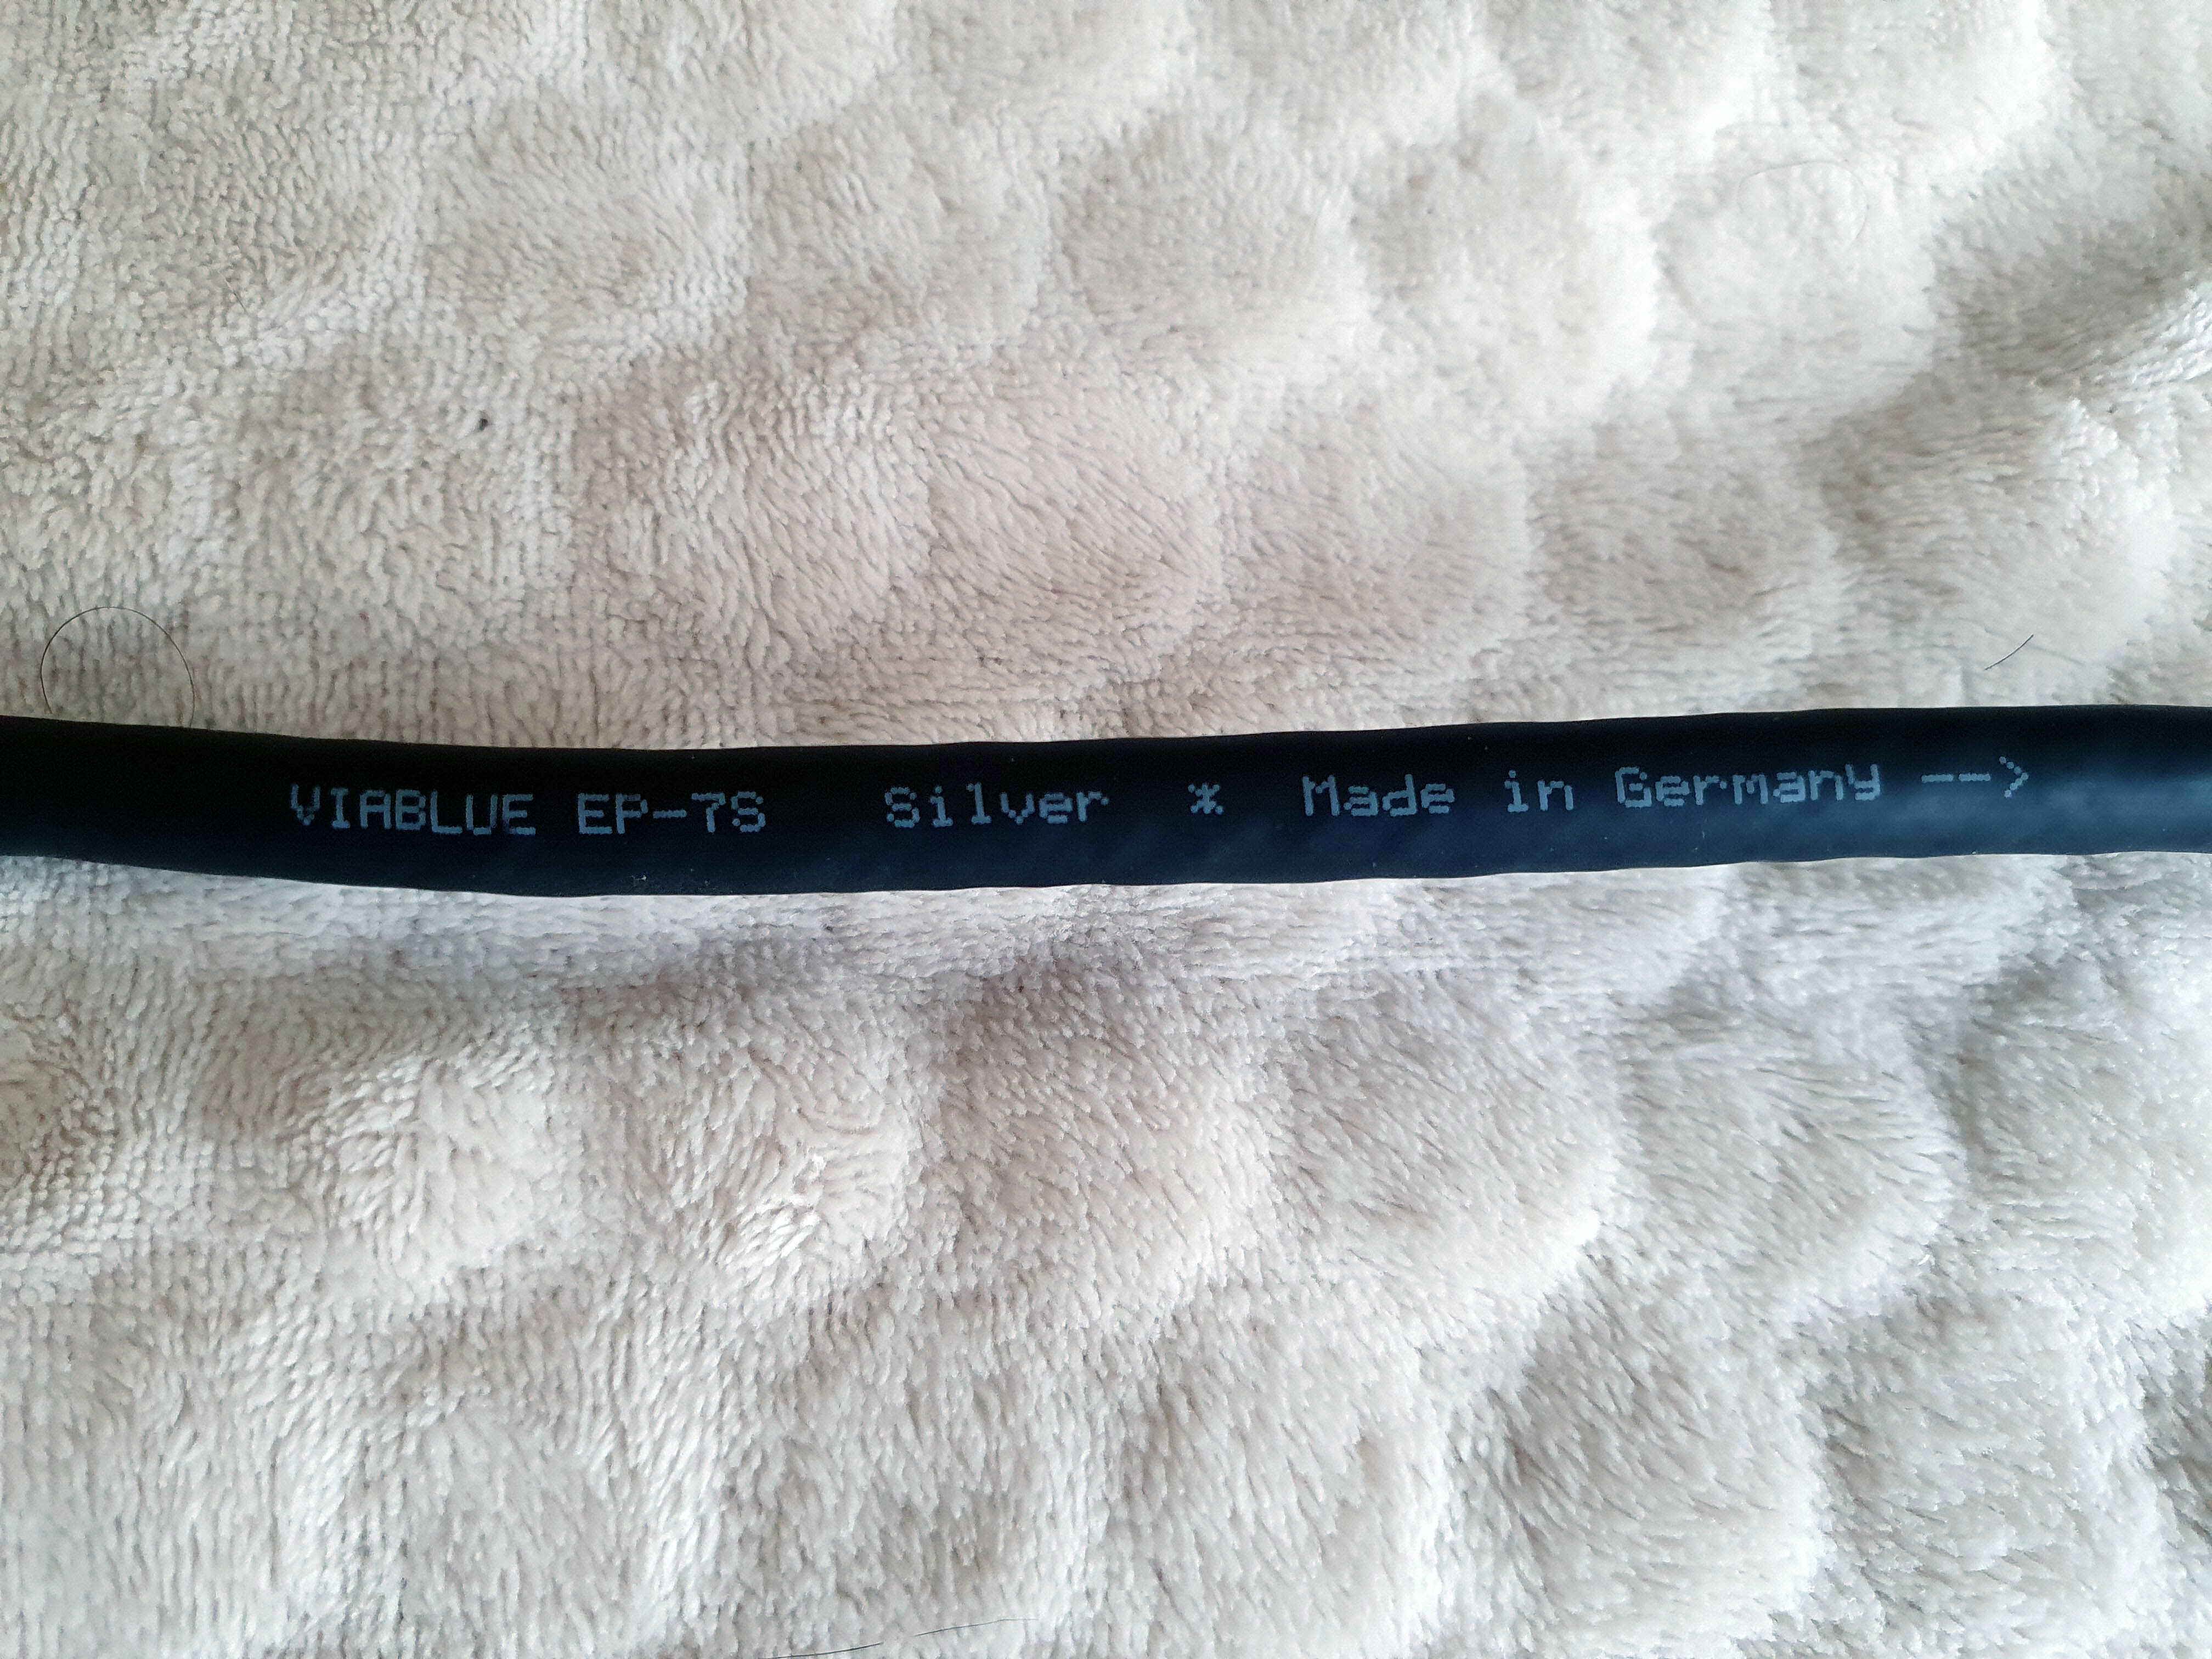 VIABLUE EP-7S Silver * Made in Germany -->